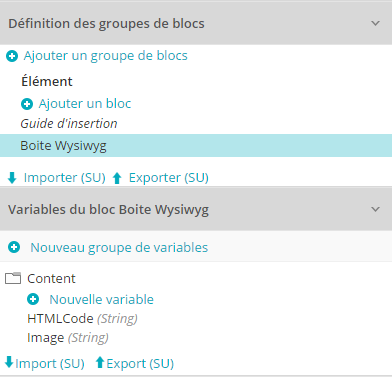 Définition des groupes de blocs
Ajouter un groupe de blocs
Élément
Ajouter un bloc
Guide d'insertion
Boite Wysiwyg
Importer (SU) Exporter (SU)
Variables du bloc Boite Wysiwyg
Nouveau groupe de variables
Content
Nouvelle variable
HTMLCode (String)
Image (String)
Import (SU) Export (SU)